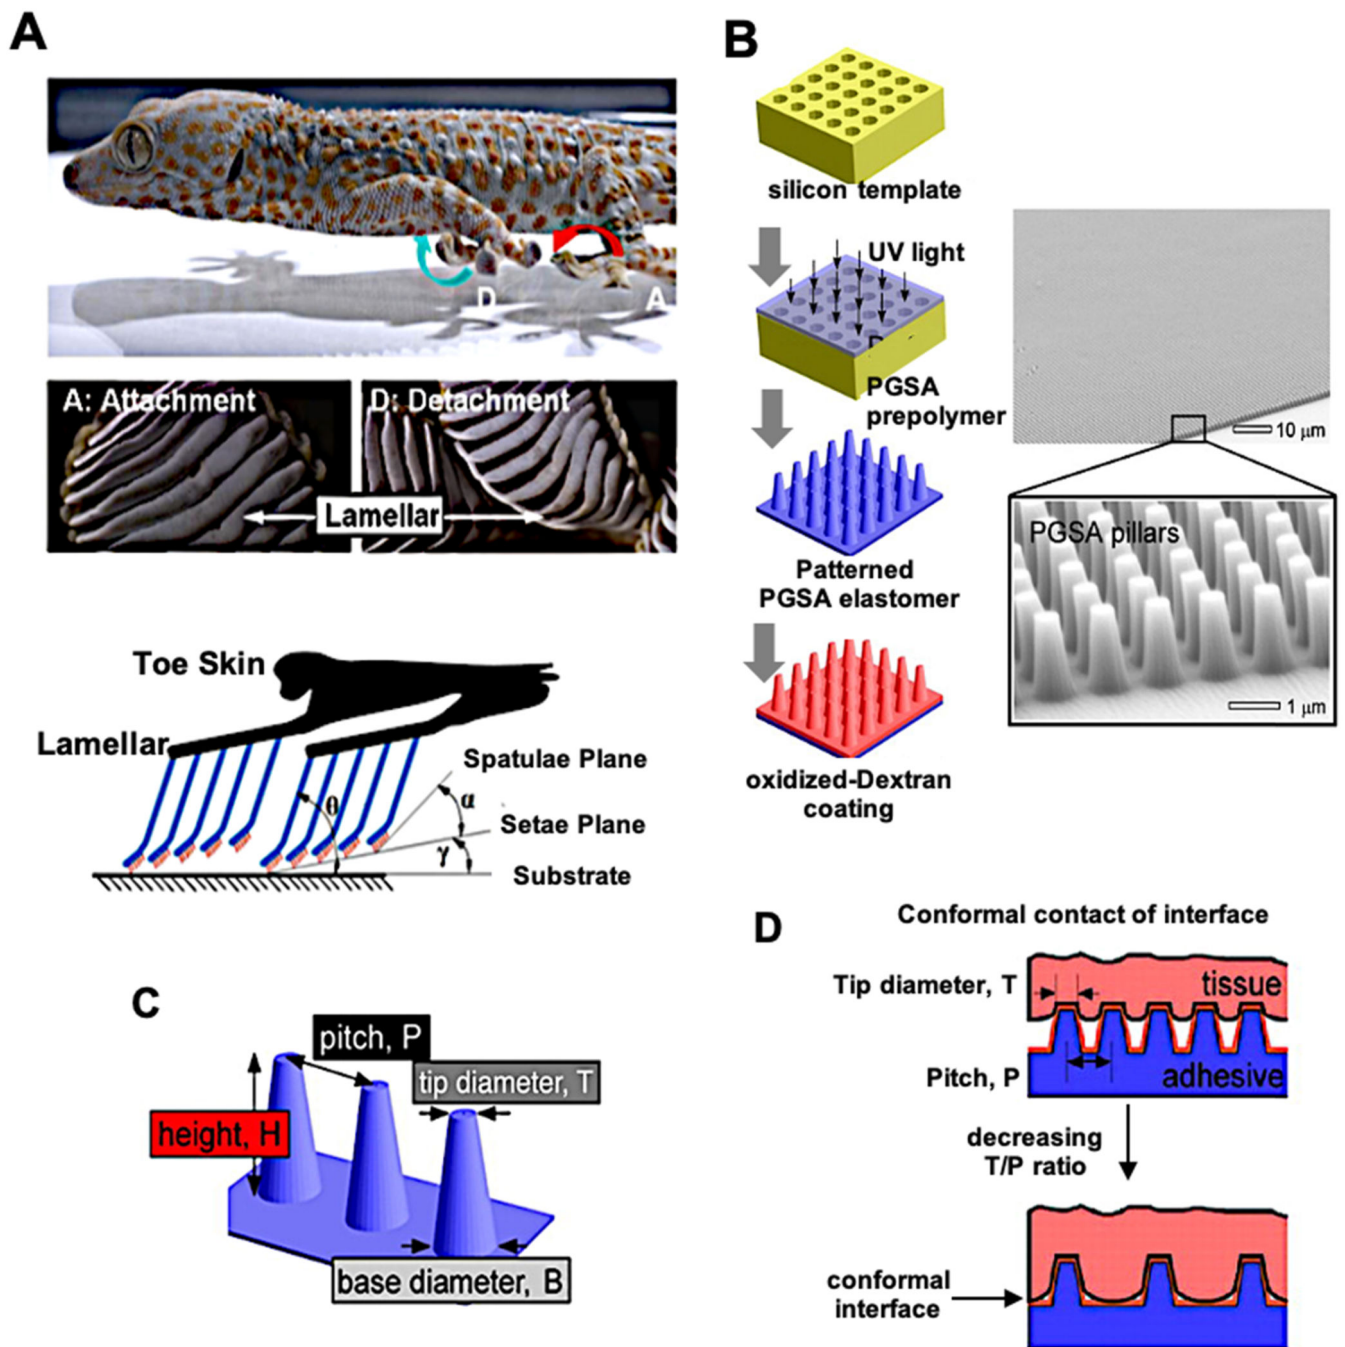 A
D
A
A: Attachment
D: Detachment
Lamellar
Toe Skin
Lamellar
Spatulae Plane
Setae Plane
Substrate
θ
α
γ
B
silicon template
UV light
PGSA
prepolymer
Patterned
PGSA elastomer
oxidized-Dextran
coating
10 μm
PGSA pillars
1 μm
C
pitch, P
tip diameter, T
height, H
base diameter, B
D
Conformal contact of interface
Tip diameter, T
tissue
Pitch, P
adhesive
decreasing
T/P ratio
conformal
interface